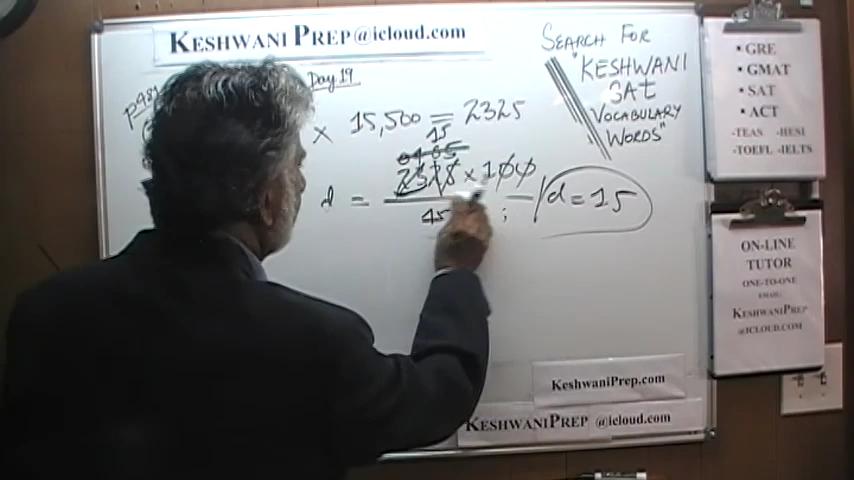 KESHWANI PREP@icloud.com
Day 19
SEARCH FOR
"KESHWANI
SAT
VOCABULARY
WORDS"
× 15,500 = 2325
15
d = × 100
; d = 15
• GRE
• GMAT
• SAT
• ACT
-TEAS -HESI
-TOEFL -IELTS
ON-LINE
TUTOR
ONE-TO-ONE
EMAIL:
KESHWANIPREP
@ICLOUD.COM
KESHWANIPREP.com
KESHWANIPREP @icloud.com